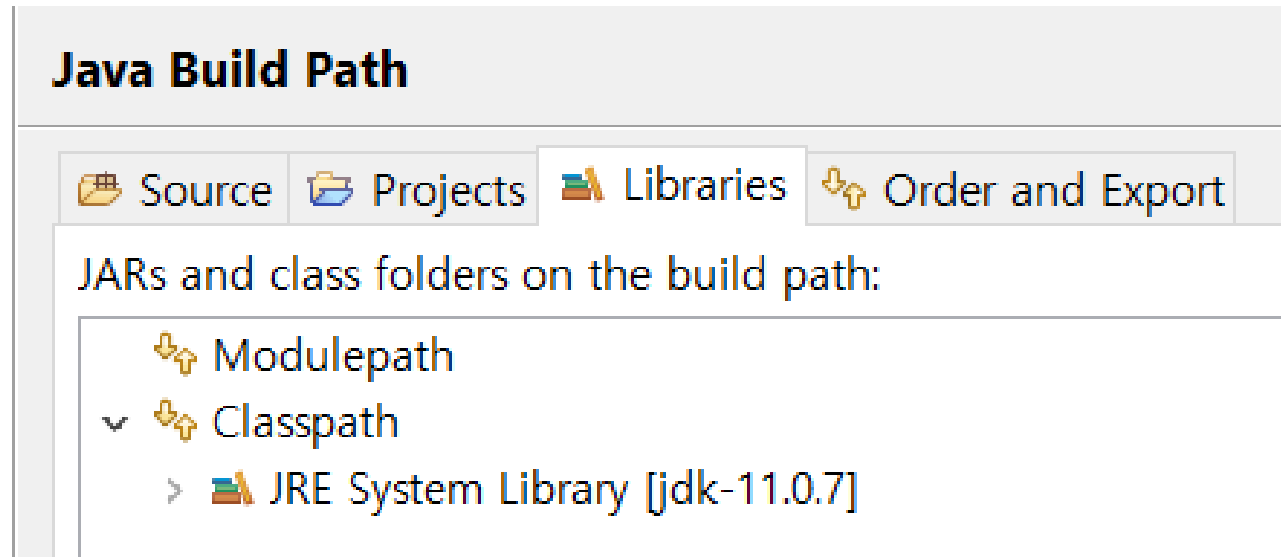 Java Build Path
Source Projects Libraries Order and Export
JARs and class folders on the build path:
Modulepath
Classpath
JRE System Library [jdk-11.0.7]